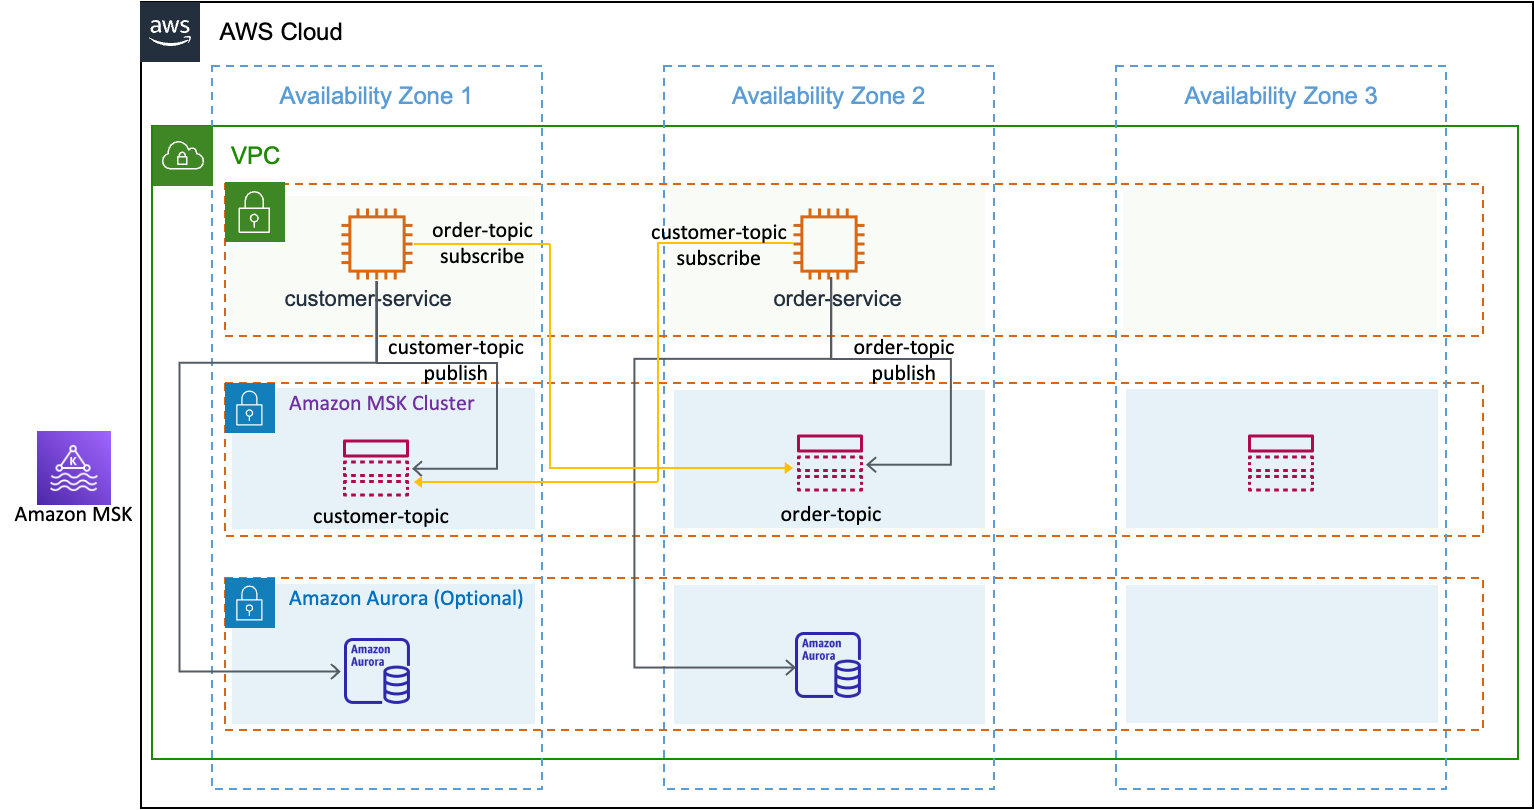 aws
AWS Cloud
Availability Zone 1
Availability Zone 2
Availability Zone 3
VPC
order-topic
subscribe
customer-topic
subscribe
customer-service
order-service
customer-topic
publish
order-topic
publish
Amazon MSK Cluster
K
Amazon MSK
customer-topic
order-topic
Amazon Aurora (Optional)
Amazon
Aurora
Amazon
Aurora